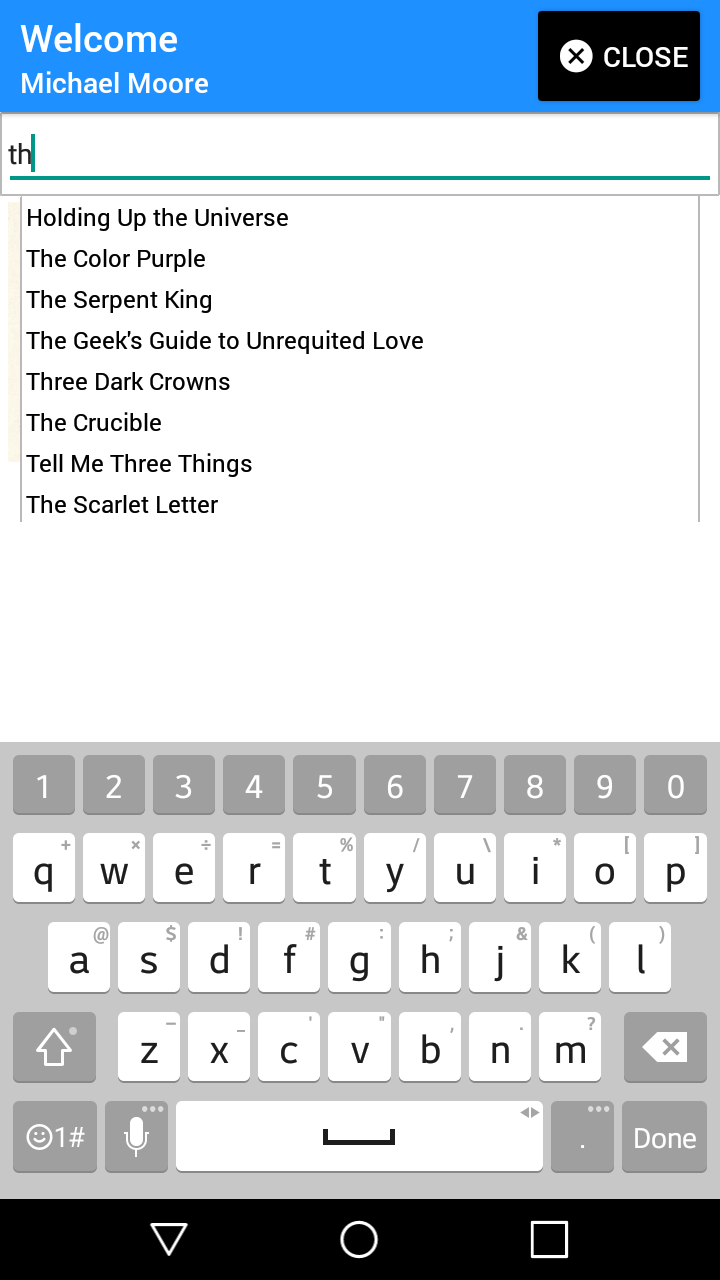 Welcome
Michael Moore
CLOSE
th
Holding Up the Universe
The Color Purple
The Serpent King
The Geek's Guide to Unrequited Love
Three Dark Crowns
The Crucible
Tell Me Three Things
The Scarlet Letter
1 2 3 4 5 6 7 8 9 0
+ × ÷ = % / \ * [ ]
q w e r t y u i o p
@ $ ! # : ; & ( )
a s d f g h j k l
– _ ' " , . ?
z x c v b n m
1# . Done